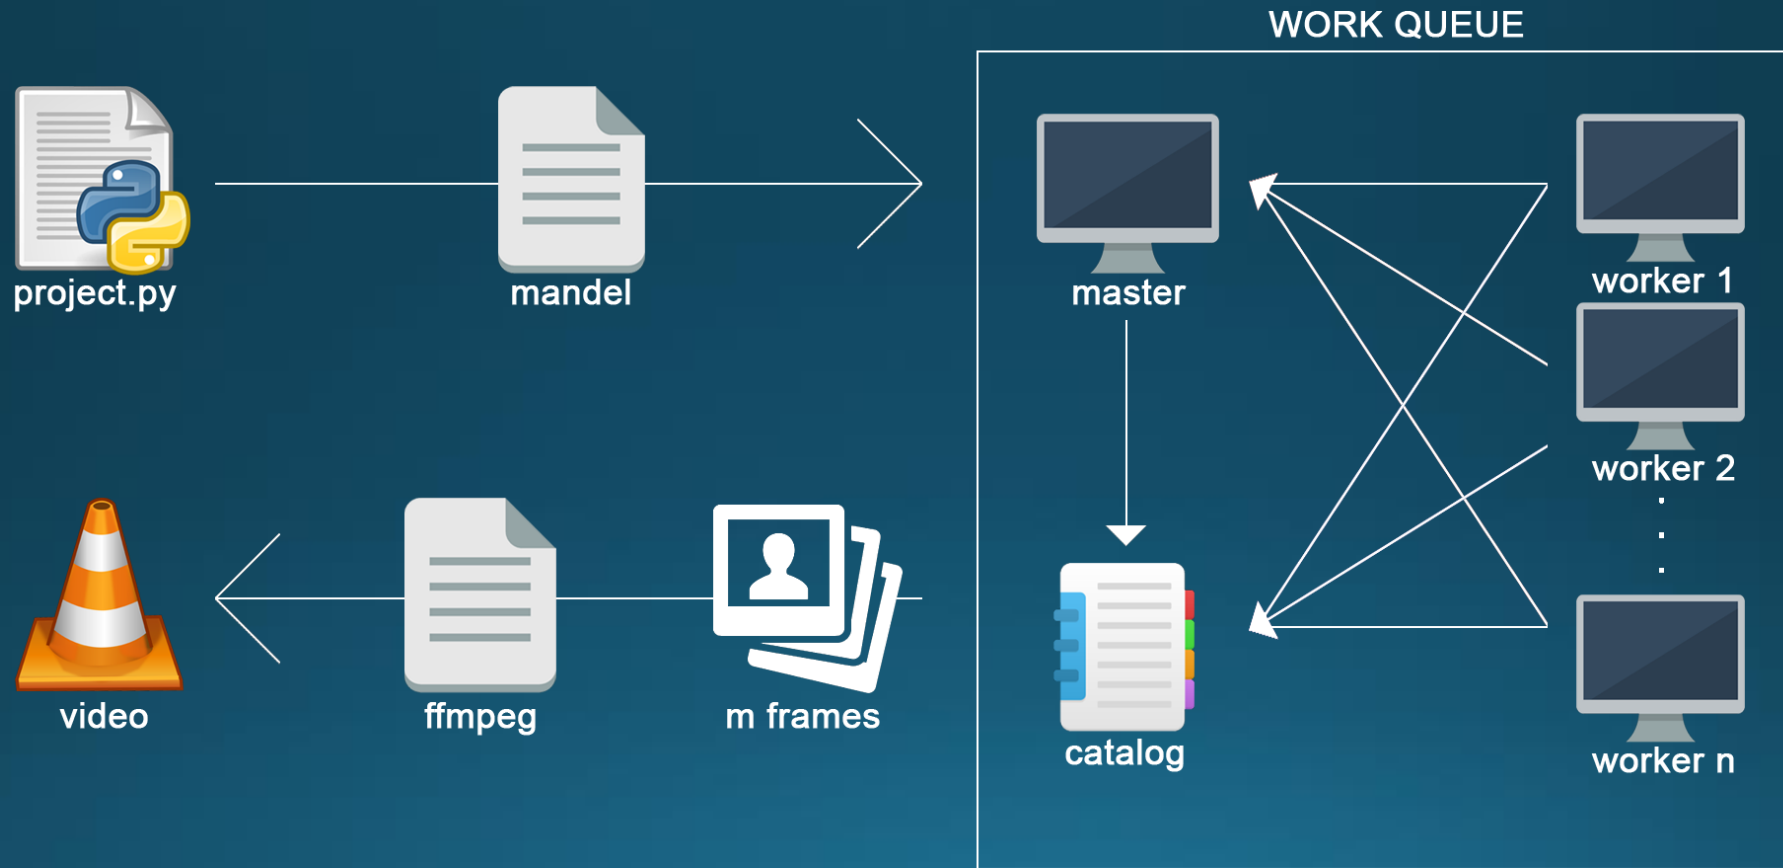 WORK QUEUE
project.py
mandel
master
worker 1
worker 2
video
ffmpeg
m frames
catalog
worker n